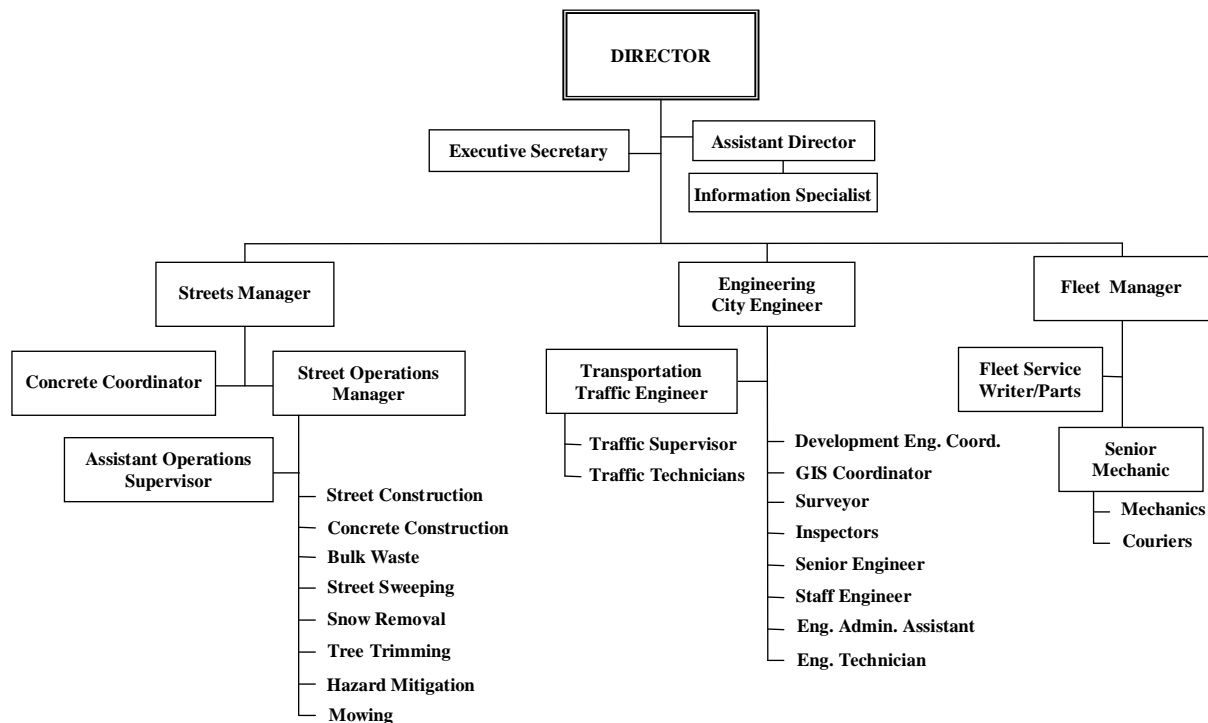 DIRECTOR
Executive Secretary
Assistant Director
Information Specialist
Streets Manager
Engineering
City Engineer
Fleet Manager
Concrete Coordinator
Street Operations
Manager
Transportation
Traffic Engineer
Fleet Service
Writer/Parts
Assistant Operations
Supervisor
Street Construction
Concrete Construction
Bulk Waste
Street Sweeping
Snow Removal
Tree Trimming
Hazard Mitigation
Mowing
Traffic Supervisor
Traffic Technicians
Development Eng. Coord.
GIS Coordinator
Surveyor
Inspectors
Senior Engineer
Staff Engineer
Eng. Admin. Assistant
Eng. Technician
Senior
Mechanic
Mechanics
Couriers